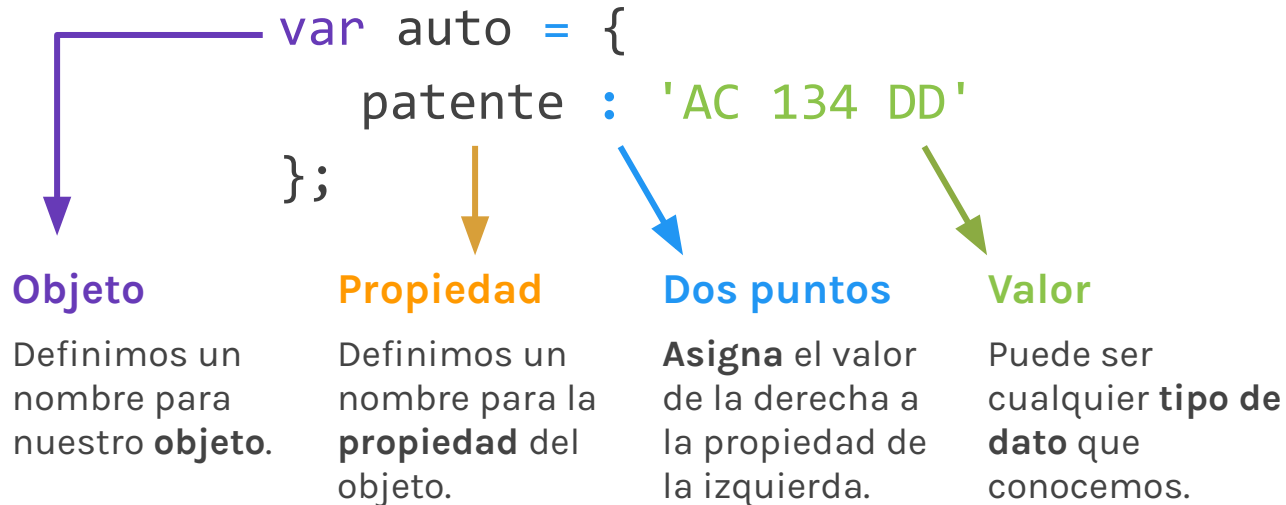 var auto = {
patente : 'AC 134 DD'
};
Objeto
Definimos un
nombre para
nuestro objeto.
Propiedad
Definimos un
nombre para la
propiedad del
objeto.
Dos puntos
Asigna el valor
de la derecha a
la propiedad de
la izquierda.
Valor
Puede ser
cualquier tipo de
dato que
conocemos.